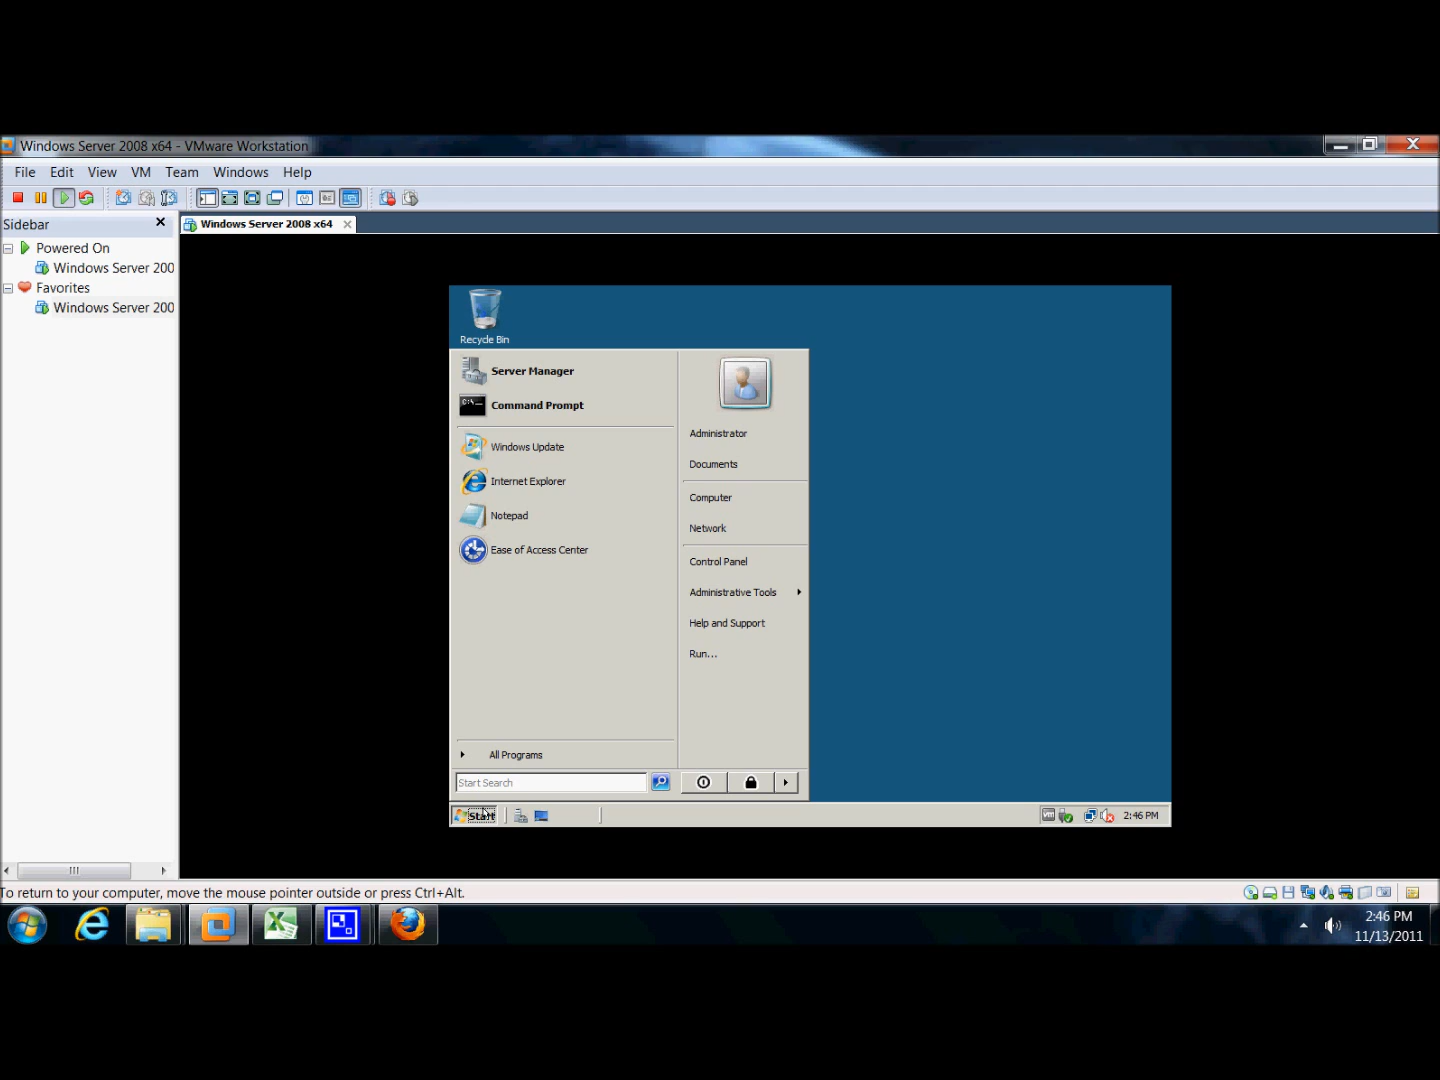 Windows Server 2008 x64 - VMware Workstation
File Edit View VM Team Windows Help
Sidebar
Windows Server 2008 x64
Powered On
Windows Server 200
Favorites
Windows Server 200
Recycle Bin
Server Manager
Command Prompt
Windows Update
Internet Explorer
Notepad
Ease of Access Center
All Programs
Start Search
Administrator
Documents
Computer
Network
Control Panel
Administrative Tools
Help and Support
Run...
Start
2:46 PM
To return to your computer, move the mouse pointer outside or press Ctrl+Alt.
2:46 PM
11/13/2011